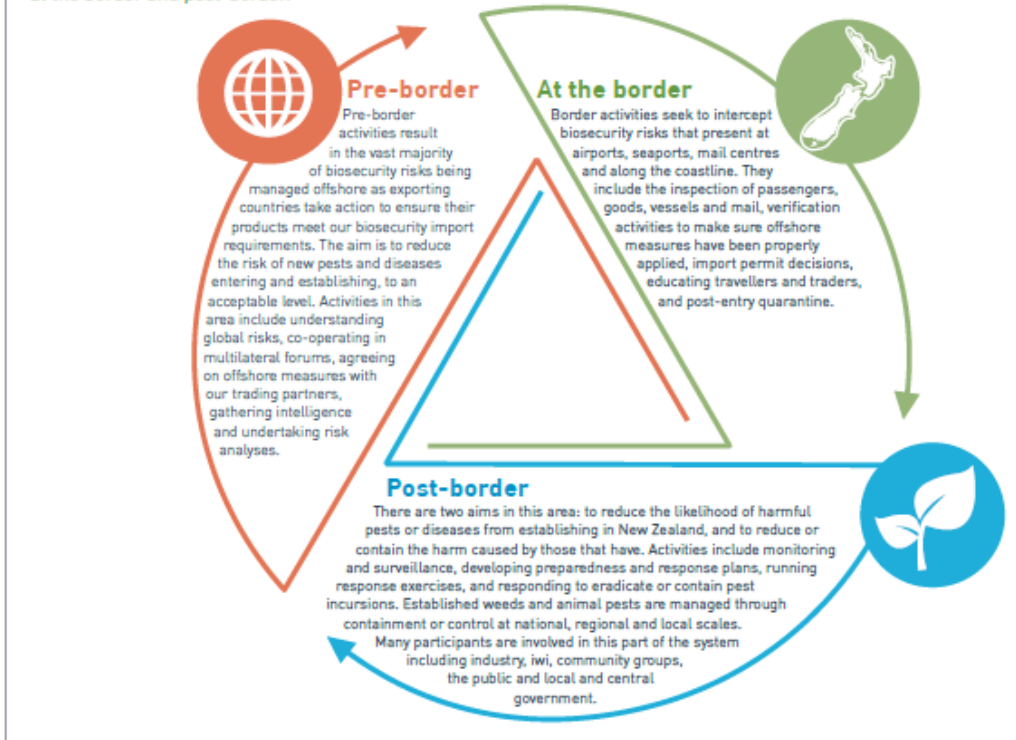 at the border and post-border.
Pre-border
Pre-border
activities result
in the vast majority
of biosecurity risks being
managed offshore as exporting
countries take action to ensure their
products meet our biosecurity import
requirements. The aim is to reduce
the risk of new pests and diseases
entering and establishing, to an
acceptable level. Activities in this
area include understanding
global risks, co-operating in
multilateral forums, agreeing
on offshore measures with
our trading partners,
gathering intelligence
and undertaking risk
analyses.
At the border
Border activities seek to intercept
biosecurity risks that present at
airports, seaports, mail centres
and along the coastline. They
include the inspection of passengers,
goods, vessels and mail, verification
activities to make sure offshore
measures have been properly
applied, import permit decisions,
educating travellers and traders,
and post-entry quarantine.
Post-border
There are two aims in this area: to reduce the likelihood of harmful
pests or diseases from establishing in New Zealand, and to reduce or
contain the harm caused by those that have. Activities include monitoring
and surveillance, developing preparedness and response plans, running
response exercises, and responding to eradicate or contain pest
incursions. Established weeds and animal pests are managed through
containment or control at national, regional and local scales.
Many participants are involved in this part of the system
including industry, iwi, community groups,
the public and local and central
government.